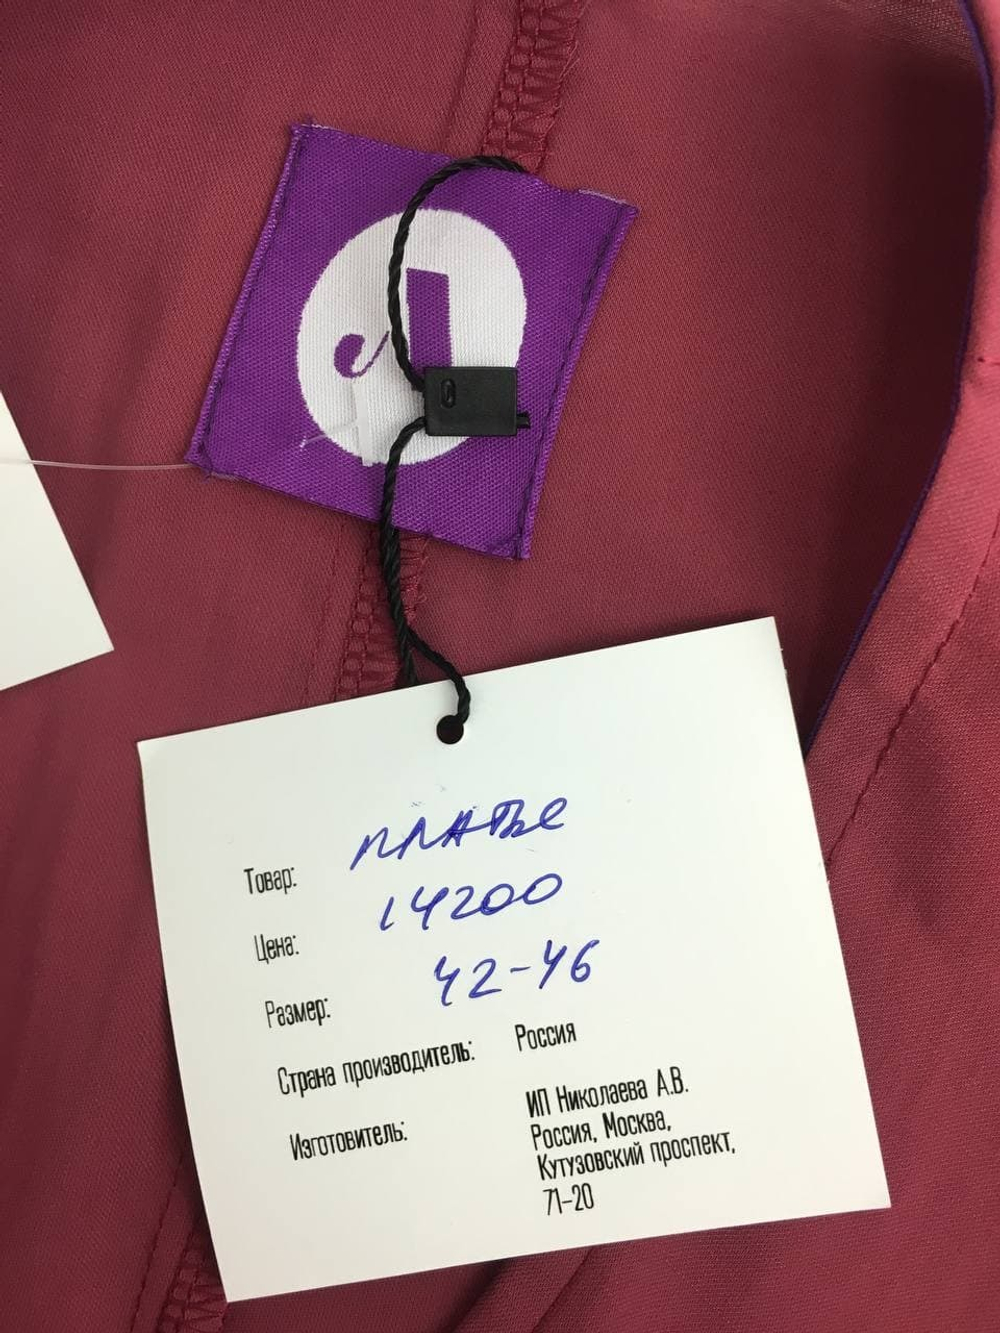 Л
Товар: платье
Цена: 14200
Размер: 42-46
Страна производитель: Россия
Изготовитель: ИП Николаева А.В.
Россия, Москва,
Кутузовский проспект,
71-20